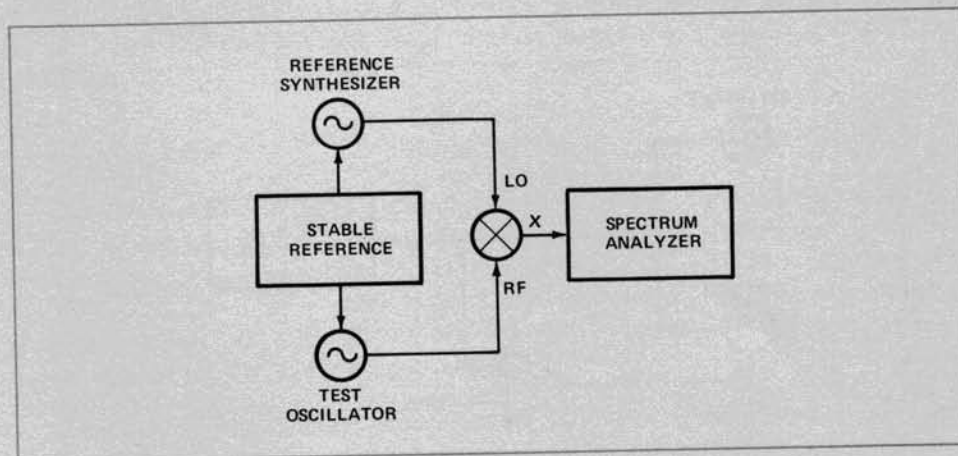 REFERENCE
SYNTHESIZER
LO
STABLE
REFERENCE
X
SPECTRUM
ANALYZER
RF
TEST
OSCILLATOR